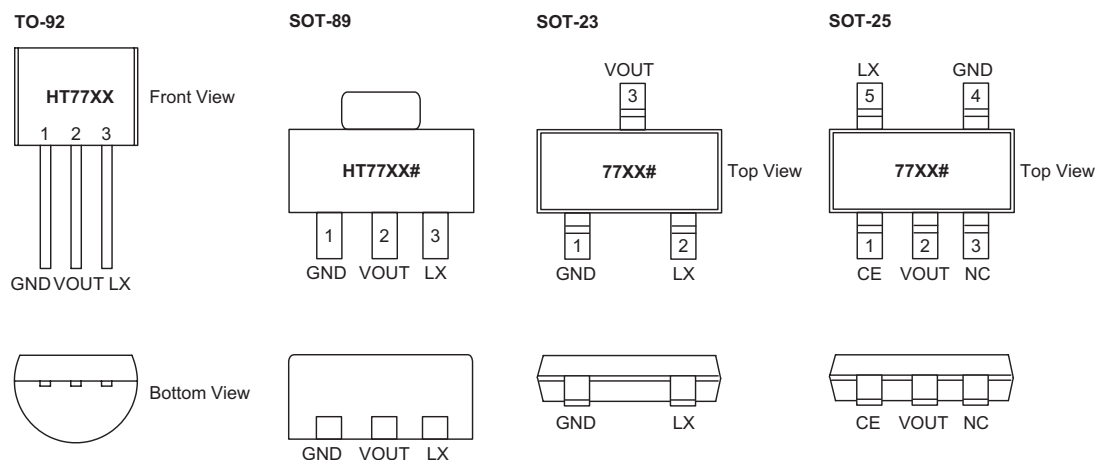 TO-92
SOT-89
SOT-23
SOT-25
HT77XX
Front View
1 2 3
GND VOUT LX
HT77XX#
1 2 3
GND VOUT LX
VOUT
3
77XX#
Top View
1 2
GND LX
LX GND
5 4
77XX#
Top View
1 2 3
CE VOUT NC
Bottom View
GND VOUT LX
GND LX
CE VOUT NC